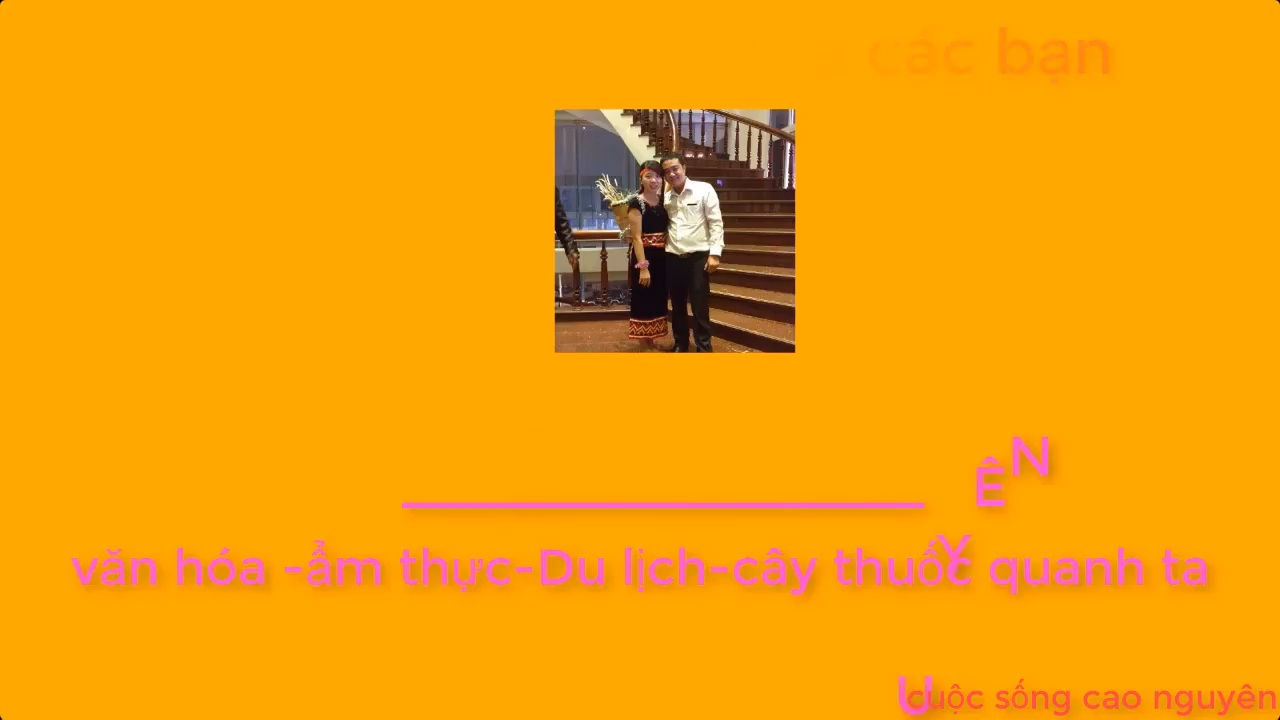 các bạn
N
Ê
Y
văn hóa -ẩm thực-Du lịch-cây thuốc quanh ta
U
cuộc sống cao nguyên